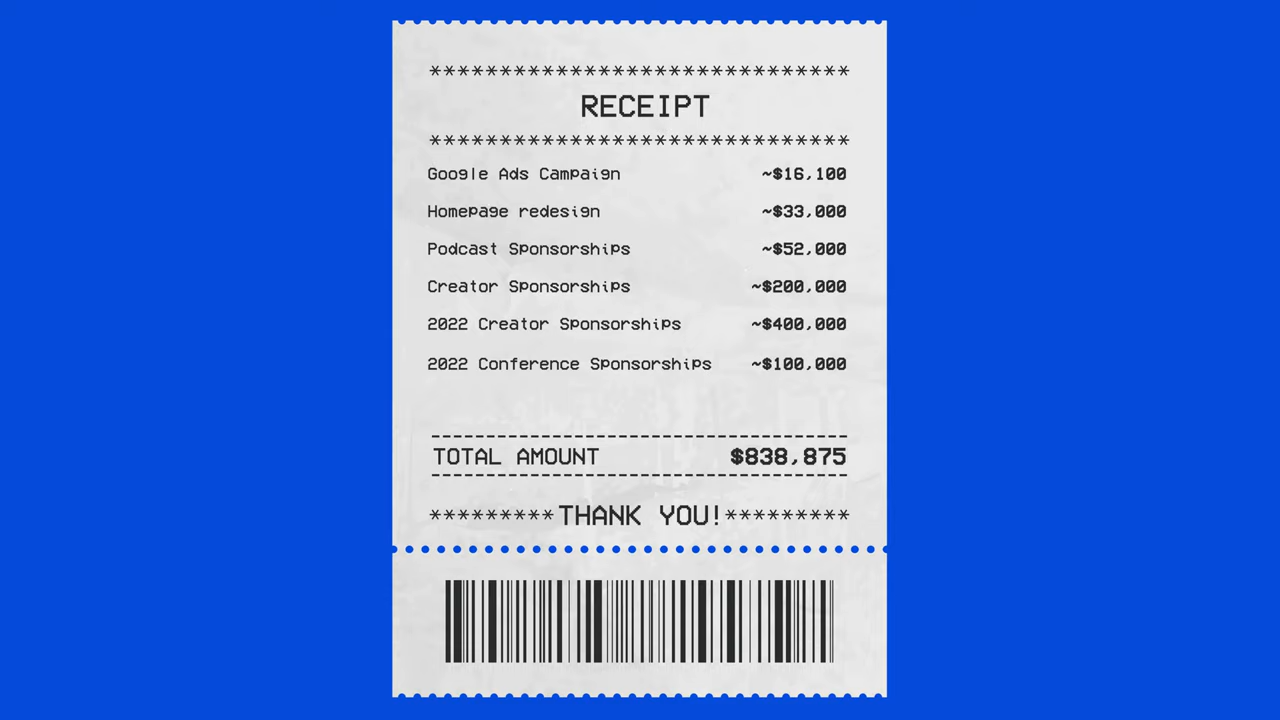 ******************************
RECEIPT
******************************
Google Ads Campaign ~$16,100
Homepage redesign ~$33,000
Podcast Sponsorships ~$52,000
Creator Sponsorships ~$200,000
2022 Creator Sponsorships ~$400,000
2022 Conference Sponsorships ~$100,000
TOTAL AMOUNT $838,875
*********THANK YOU!*********